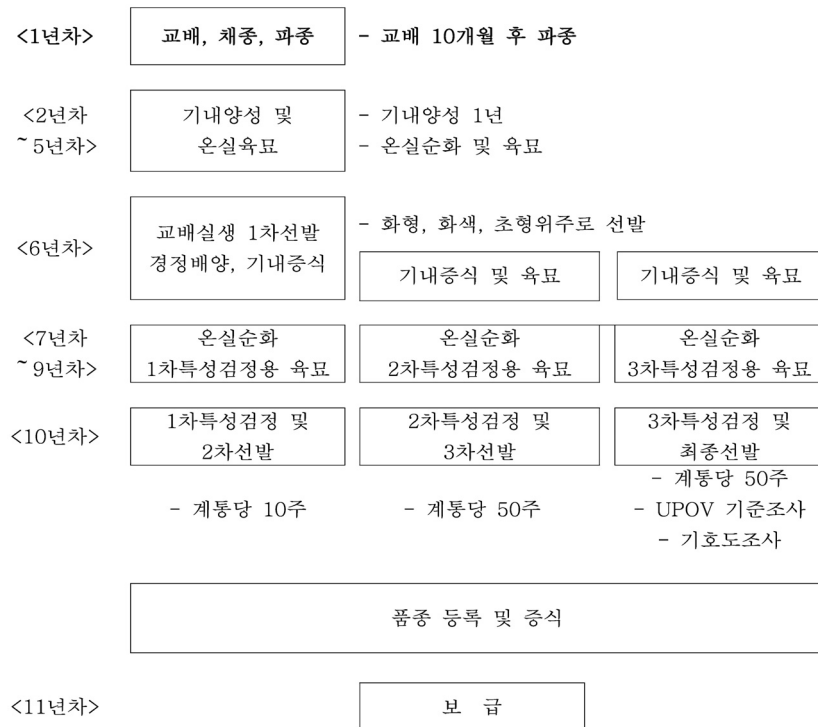 <1년차>
교배, 채종, 파종
- 교배 10개월 후 파종
<2년차
~ 5년차>
기내양성 및
온실육묘
- 기내양성 1년
- 온실순화 및 육묘
<6년차>
교배실생 1차선발
경정배양, 기내증식
- 화형, 화색, 초형위주로 선발
기내증식 및 육묘
기내증식 및 육묘
<7년차
~ 9년차>
온실순화
1차특성검정용 육묘
온실순화
2차특성검정용 육묘
온실순화
3차특성검정용 육묘
<10년차>
1차특성검정 및
2차선발
2차특성검정 및
3차선발
3차특성검정 및
최종선발
- 계통당 10주
- 계통당 50주
- 계통당 50주
- UPOV 기준조사
- 기호도조사
품종 등록 및 증식
<11년차>
보 급